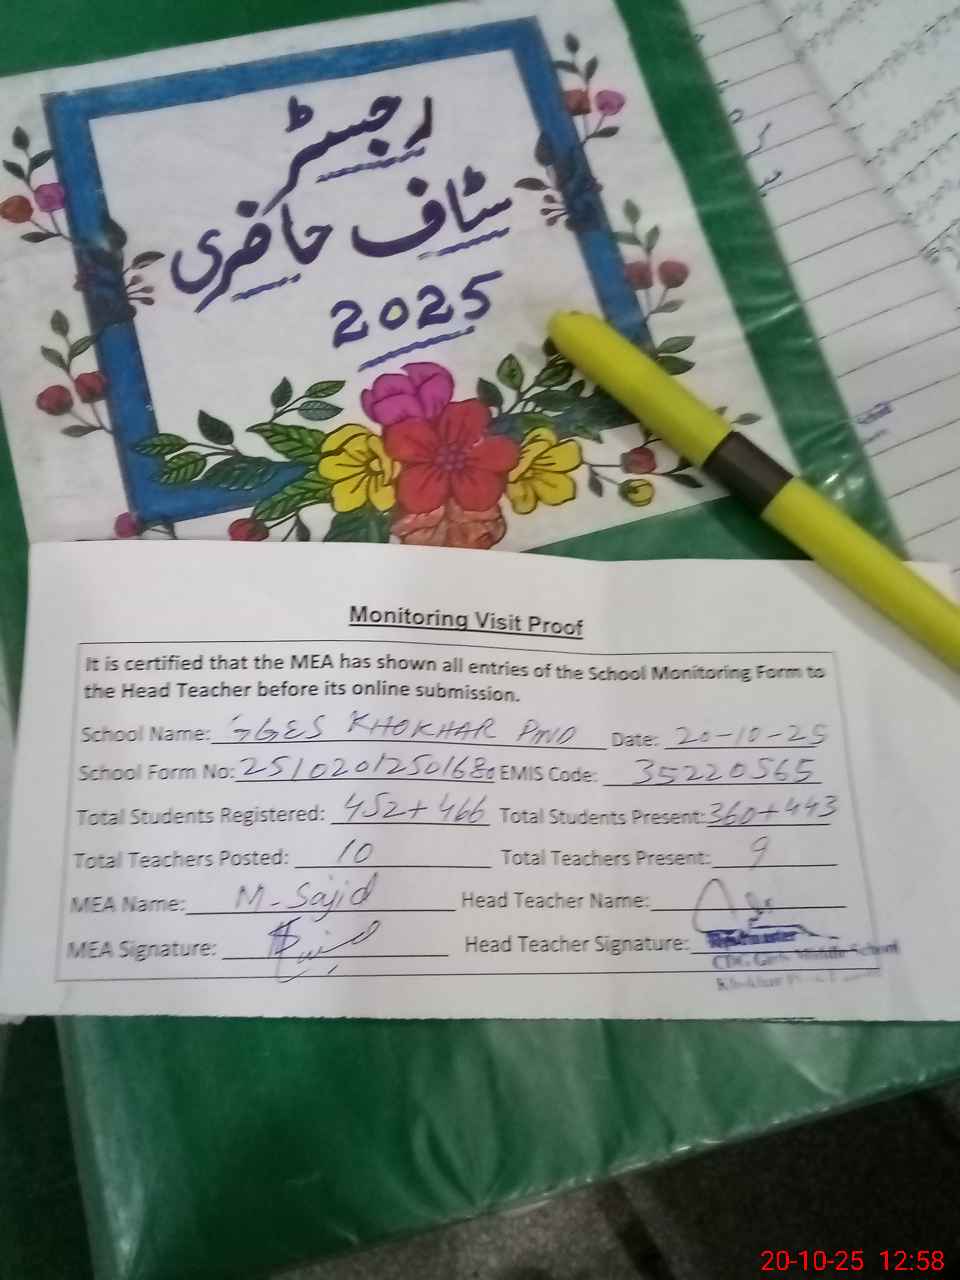 رجسٹر
سٹاف حاضری
2025
Monitoring Visit Proof
It is certified that the MEA has shown all entries of the School Monitoring Form to
the Head Teacher before its online submission.
School Name: GGES KHOKHAR PIND Date: 20-10-25
School Form No: EMIS Code: 35220565
Total Students Registered: 452+466 Total Students Present: 360+443
Total Teachers Posted: 10 Total Teachers Present: 9
MEA Name: M-Sajid Head Teacher Name:
MEA Signature: Head Teacher Signature:
Girls Middle School
20-10-25 12:58